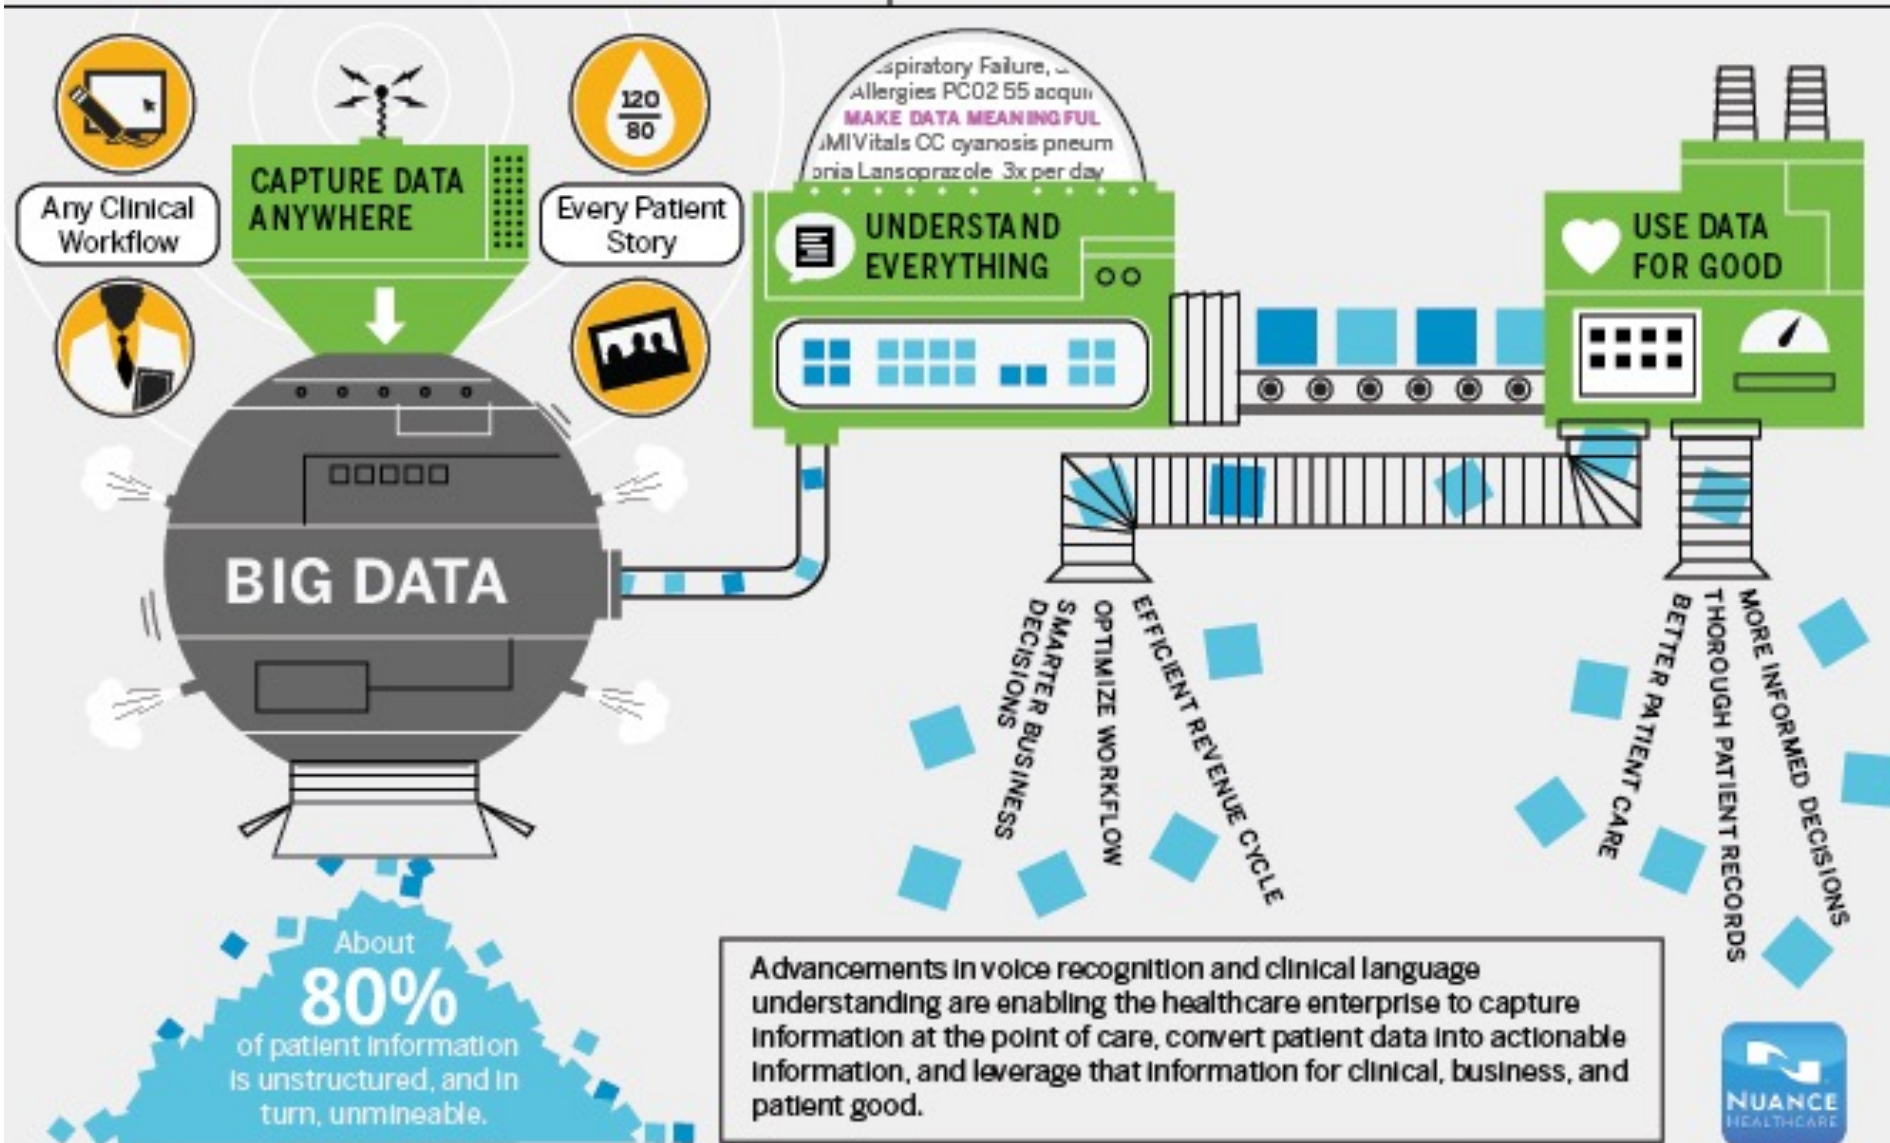 Any Clinical
Workflow
CAPTURE DATA
ANYWHERE
120
80
Every Patient
Story
Failure,
Allergies PC02 55
MAKE DATA MEANINGFUL
Vitals CC cyanosis pneum
onia Lansoprazole 3x per day
UNDERSTAND
EVERYTHING
USE DATA
FOR GOOD
BIG DATA
SMARTER BUSINESS
DECISIONS
OPTIMIZE WORKFLOW
EFFICIENT REVENUE CYCLE
BETTER PATIENT CARE
THOROUGH PATIENT RECORDS
MORE INFORMED DECISIONS
About
80%
of patient information
is unstructured, and in
turn, unmineable.
Advancements in voice recognition and clinical language
understanding are enabling the healthcare enterprise to capture
information at the point of care, convert patient data into actionable
information, and leverage that information for clinical, business, and
patient good.
NUANCE
HEALTHCARE